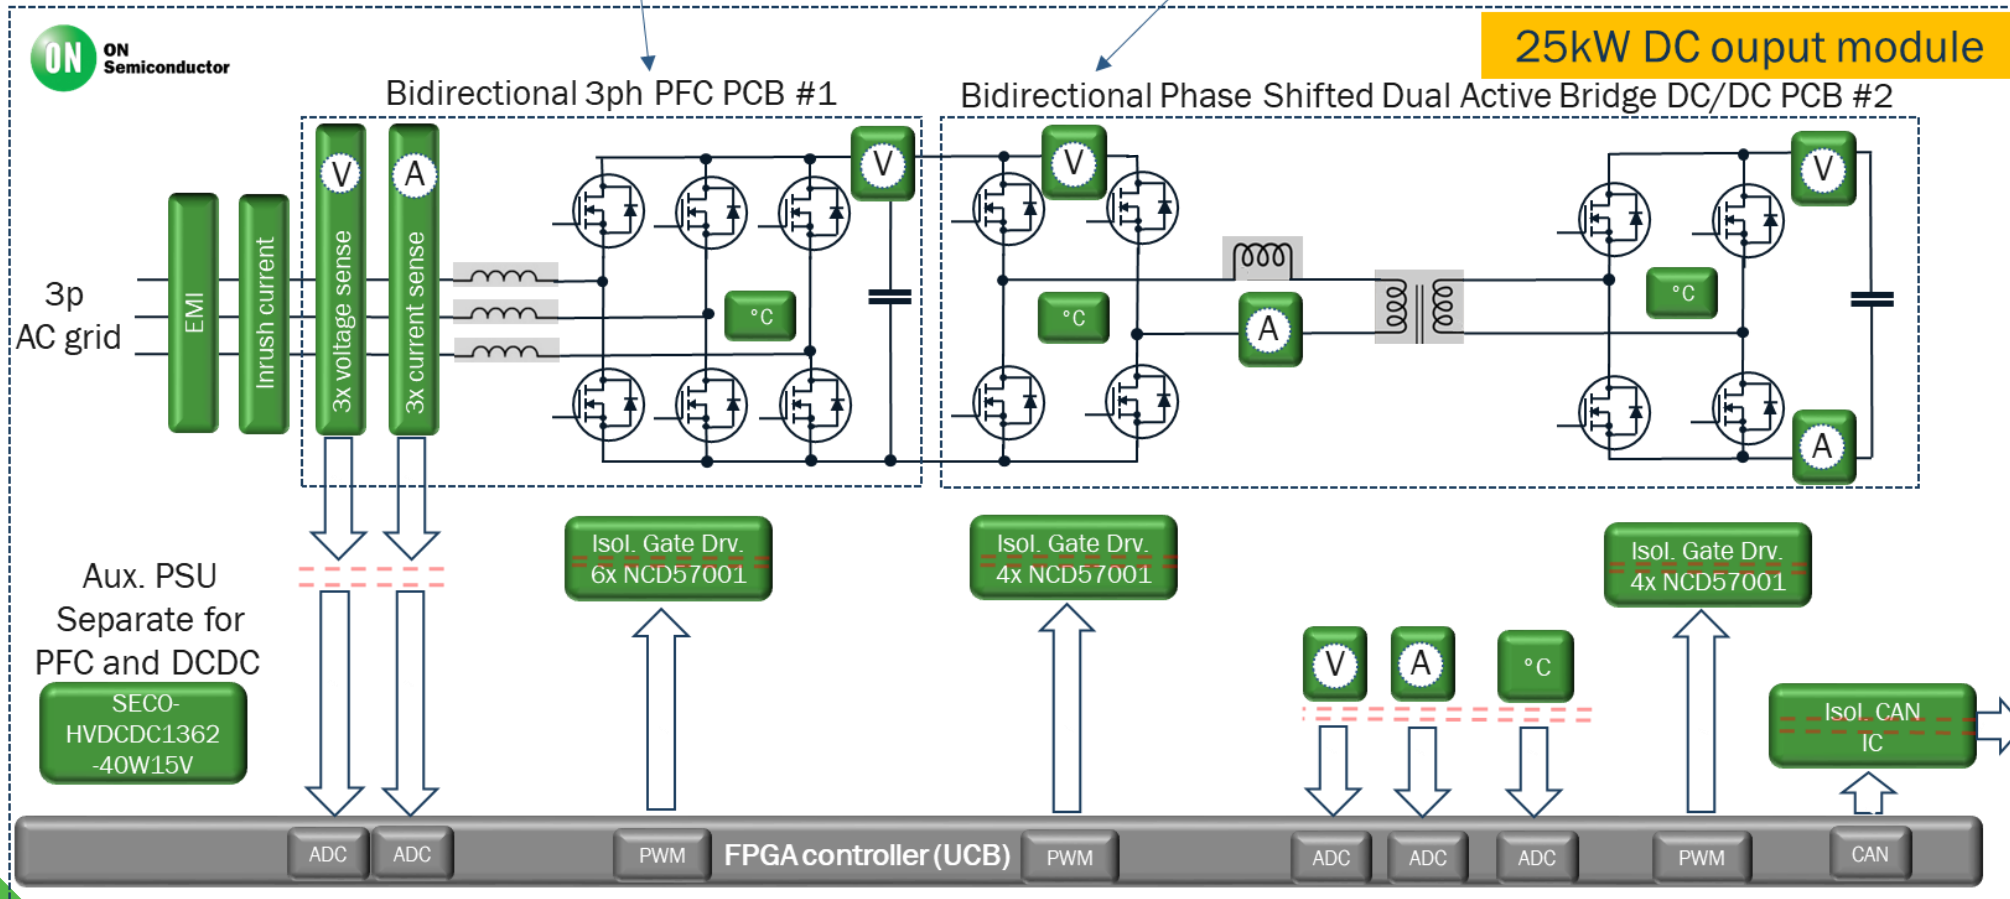 ON
ON
Semiconductor
25kW DC ouput module
Bidirectional 3ph PFC PCB #1
Bidirectional Phase Shifted Dual Active Bridge DC/DC PCB #2
3p
AC grid
EMI
Inrush current
V
3x voltage sense
A
3x current sense
°C
V
V
°C
A
°C
V
A
Aux. PSU
Separate for
PFC and DCDC
SECO-
HVDCDC1362
-40W15V
Isol. Gate Drv.
6x NCD57001
Isol. Gate Drv.
4x NCD57001
Isol. Gate Drv.
4x NCD57001
V
A
°C
Isol. CAN
IC
ADC
ADC
PWM
FPGA controller (UCB)
PWM
ADC
ADC
ADC
PWM
CAN